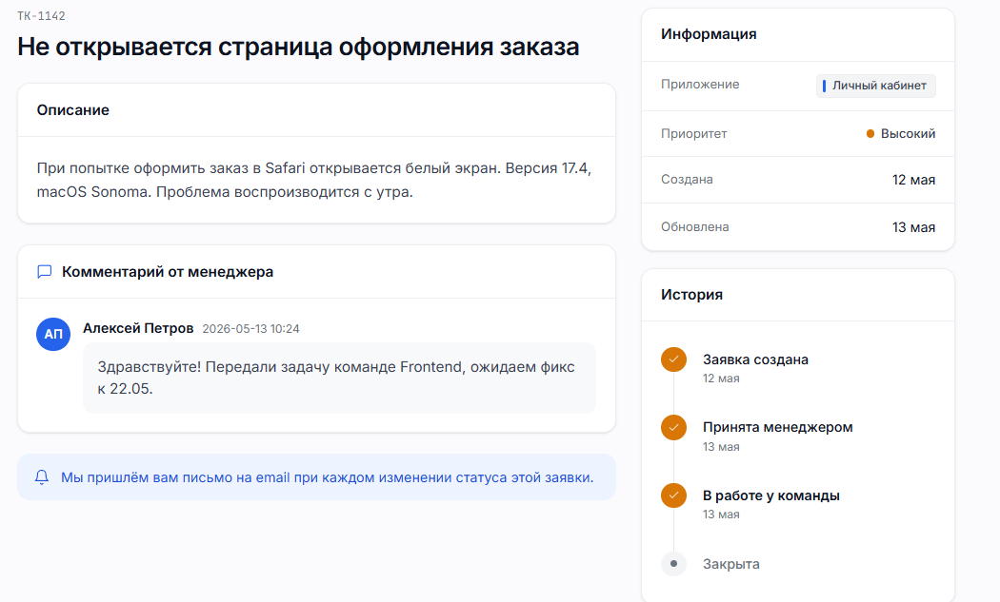 ТК-1142
Не открывается страница оформления заказа
Описание
При попытке оформить заказ в Safari открывается белый экран. Версия 17.4,
macOS Sonoma. Проблема воспроизводится с утра.
Комментарий от менеджера
АП
Алексей Петров 2026-05-13 10:24
Здравствуйте! Передали задачу команде Frontend, ожидаем фикс
к 22.05.
Мы пришлём вам письмо на email при каждом изменении статуса этой заявки.
Информация
Приложение Личный кабинет
Приоритет Высокий
Создана 12 мая
Обновлена 13 мая
История
Заявка создана
12 мая
Принята менеджером
13 мая
В работе у команды
13 мая
Закрыта